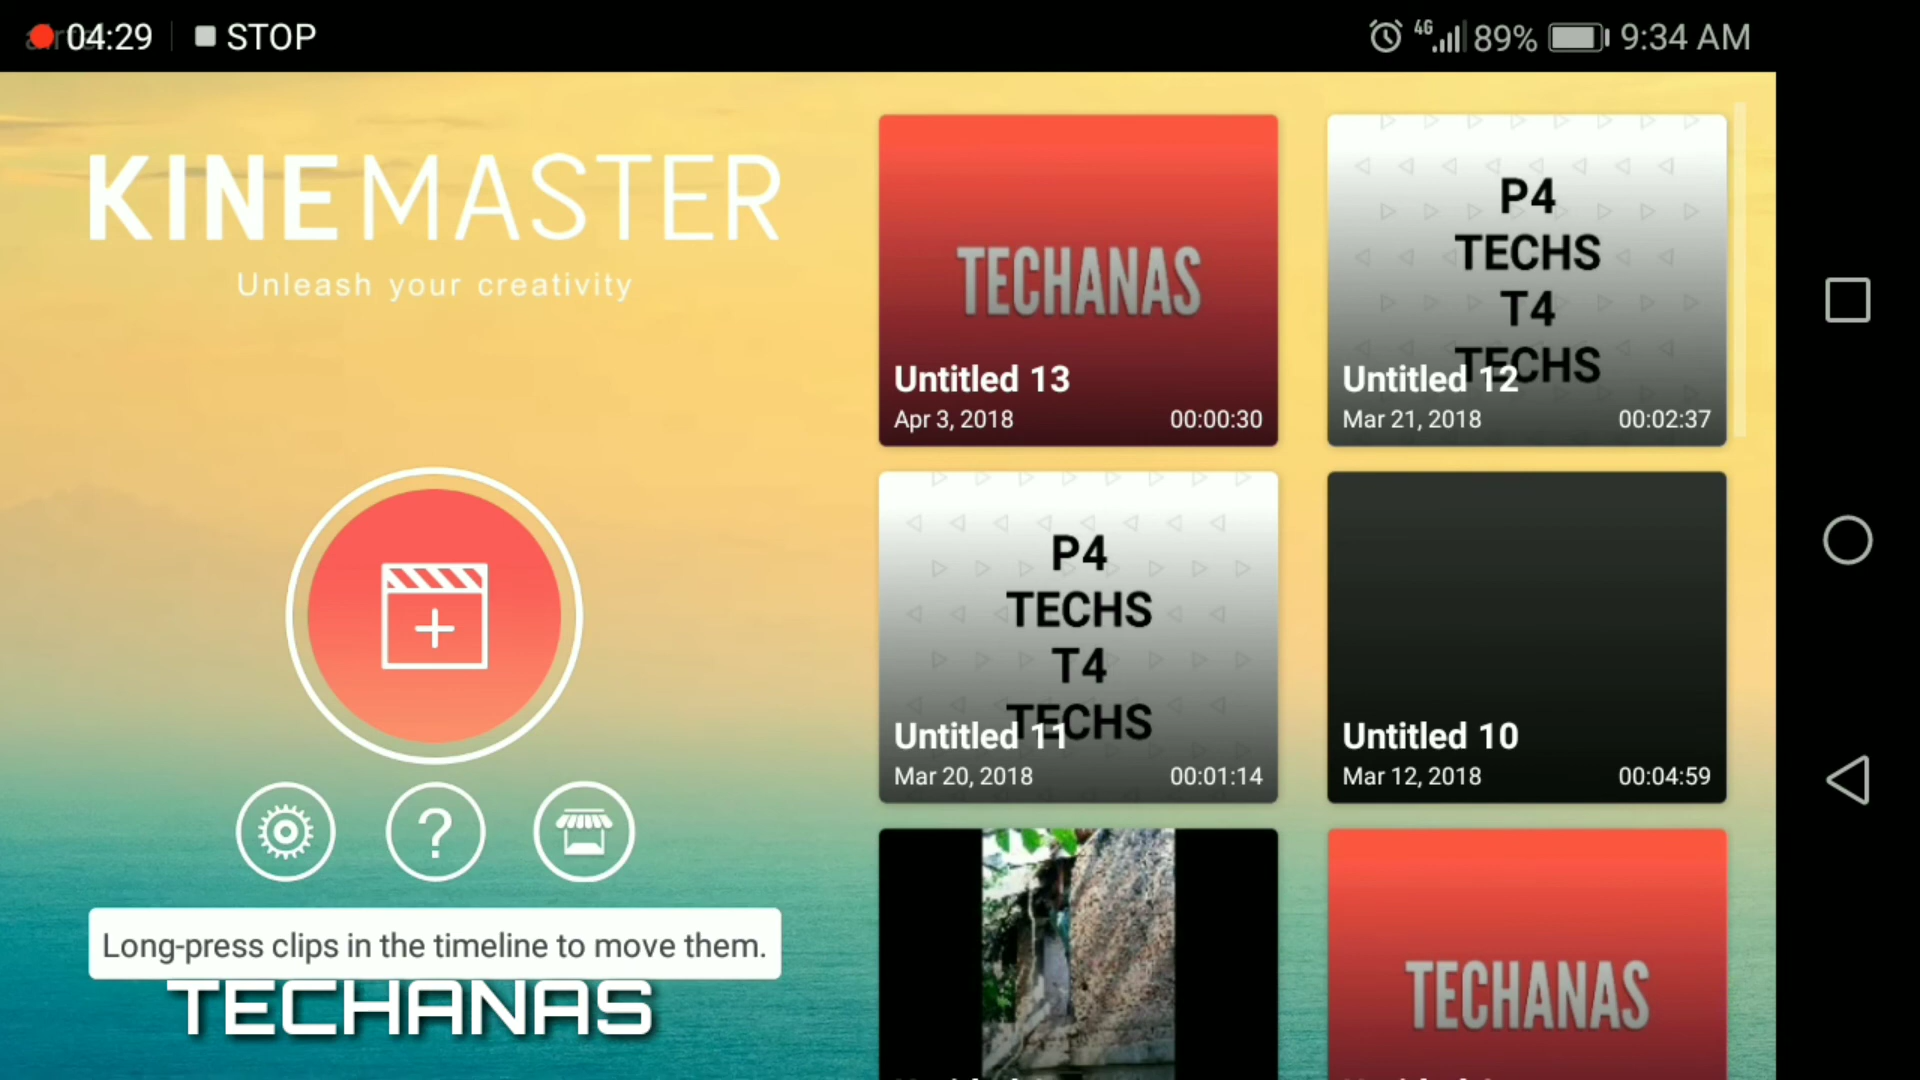 04:29 STOP
4G 89% 9:34 AM
KINEMASTER
Unleash your creativity
Long-press clips in the timeline to move them.
TECHANAS
TECHANAS
Untitled 13
Apr 3, 2018 00:00:30
P4
TECHS
T4
TECHS
Untitled 12
Mar 21, 2018 00:02:37
P4
TECHS
T4
TECHS
Untitled 11
Mar 20, 2018 00:01:14
Untitled 10
Mar 12, 2018 00:04:59
TECHANAS